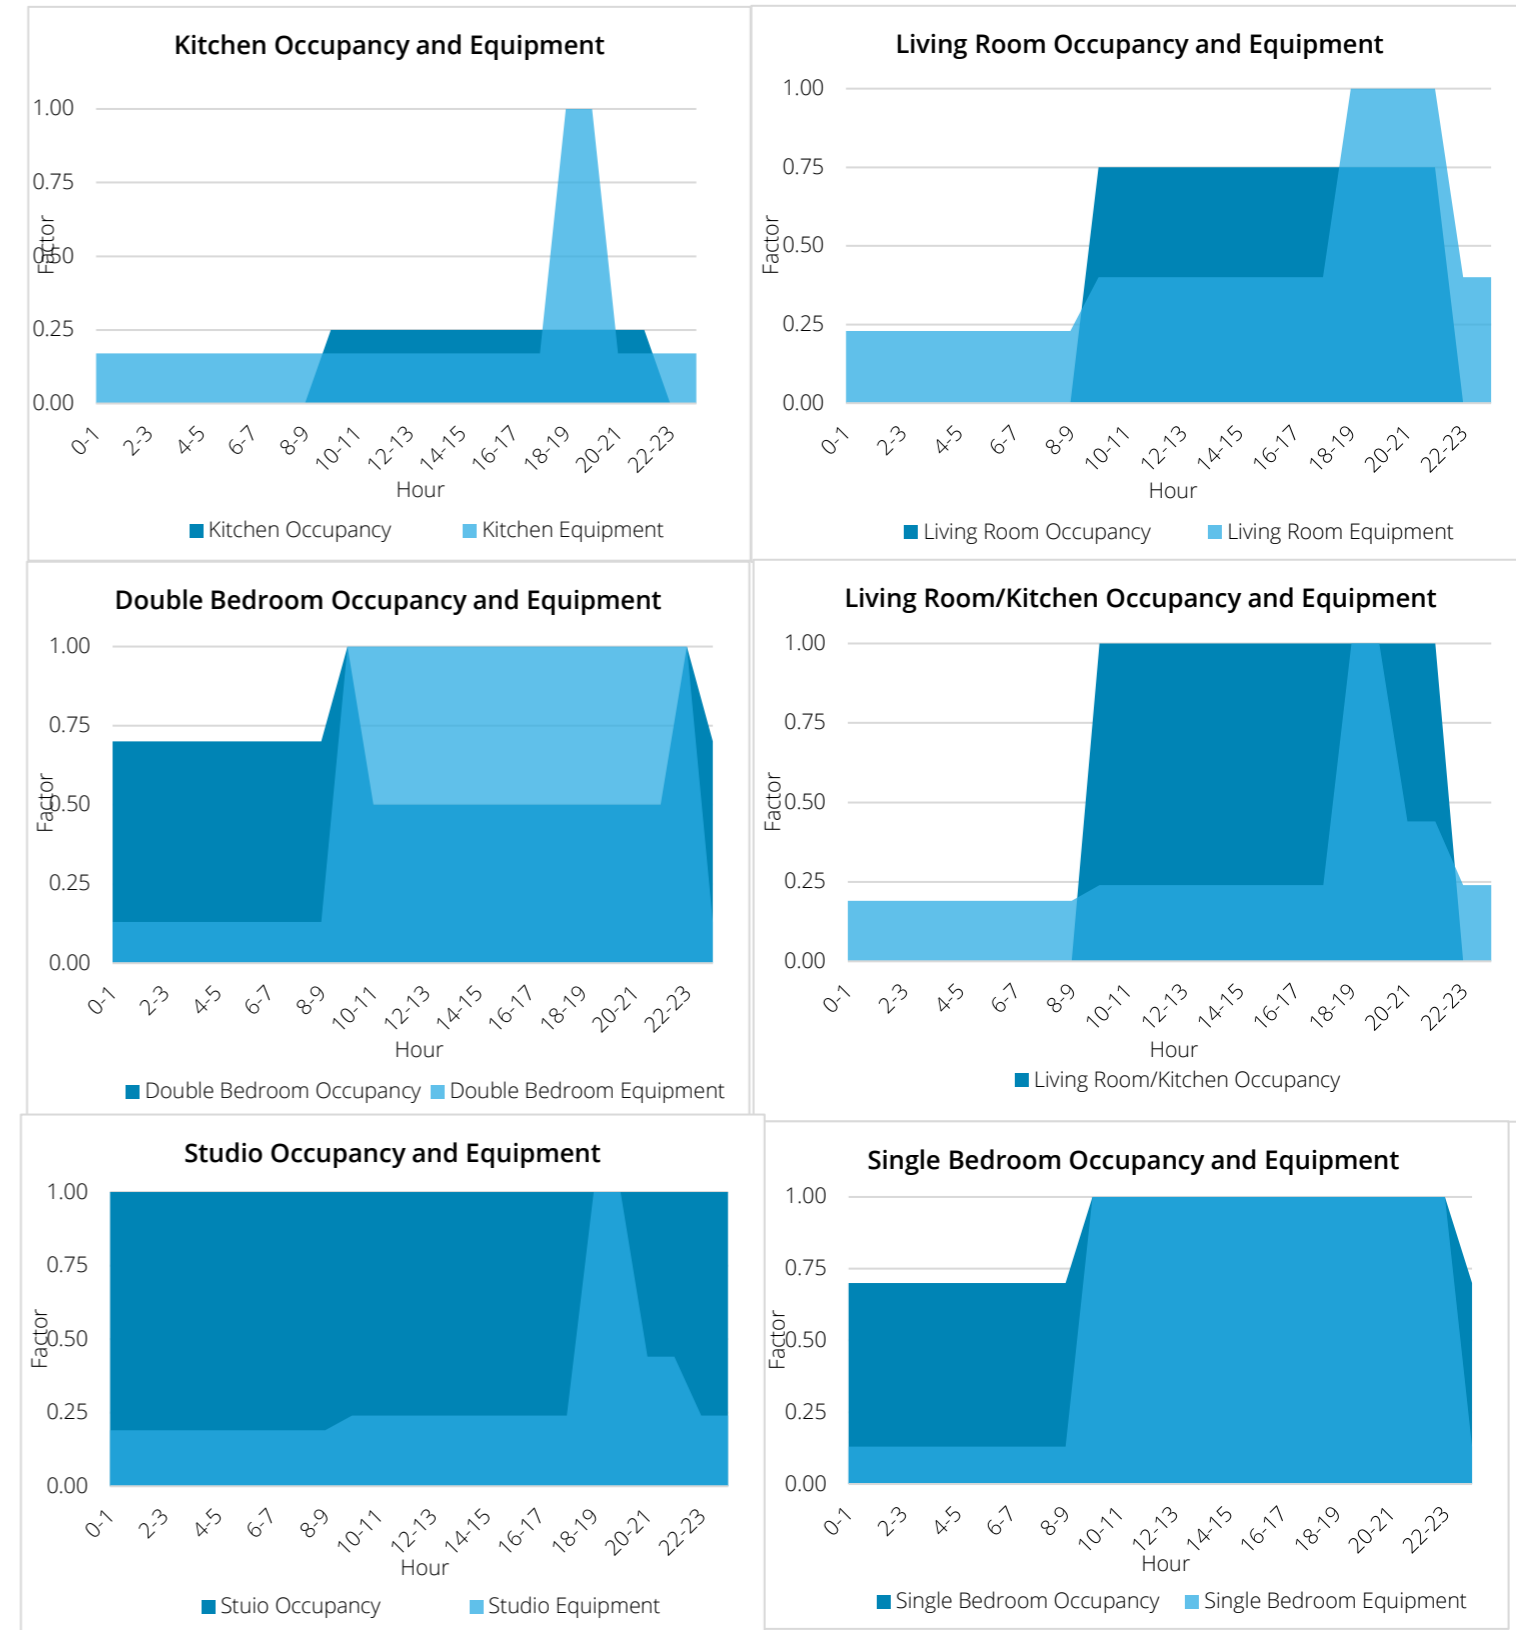 Kitchen Occupancy and Equipment
1.00
0.75
0.50
0.25
0.00
Factor
0-1 2-3 4-5 6-7 8-9 10-11 12-13 14-15 16-17 18-19 20-21 22-23
Hour
Kitchen Occupancy Kitchen Equipment
Living Room Occupancy and Equipment
1.00
0.75
0.50
0.25
0.00
Factor
0-1 2-3 4-5 6-7 8-9 10-11 12-13 14-15 16-17 18-19 20-21 22-23
Hour
Living Room Occupancy Living Room Equipment
Double Bedroom Occupancy and Equipment
1.00
0.75
0.50
0.25
0.00
Factor
0-1 2-3 4-5 6-7 8-9 10-11 12-13 14-15 16-17 18-19 20-21 22-23
Hour
Double Bedroom Occupancy Double Bedroom Equipment
Living Room/Kitchen Occupancy and Equipment
1.00
0.75
0.50
0.25
0.00
Factor
0-1 2-3 4-5 6-7 8-9 10-11 12-13 14-15 16-17 18-19 20-21 22-23
Hour
Living Room/Kitchen Occupancy
Studio Occupancy and Equipment
1.00
0.75
0.50
0.25
0.00
Factor
0-1 2-3 4-5 6-7 8-9 10-11 12-13 14-15 16-17 18-19 20-21 22-23
Hour
Stuio Occupancy Studio Equipment
Single Bedroom Occupancy and Equipment
1.00
0.75
0.50
0.25
0.00
Factor
0-1 2-3 4-5 6-7 8-9 10-11 12-13 14-15 16-17 18-19 20-21 22-23
Hour
Single Bedroom Occupancy Single Bedroom Equipment